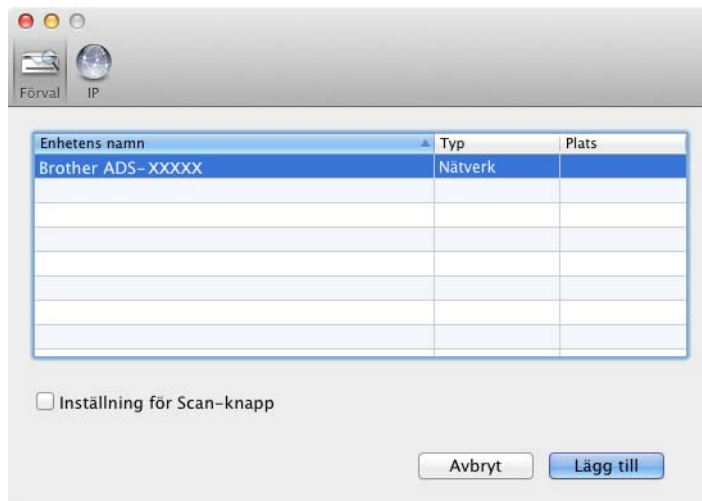 Förval IP
Enhetens namn Typ Plats
Brother ADS-XXXXX Nätverk
Inställning för Scan-knapp
Avbryt Lägg till